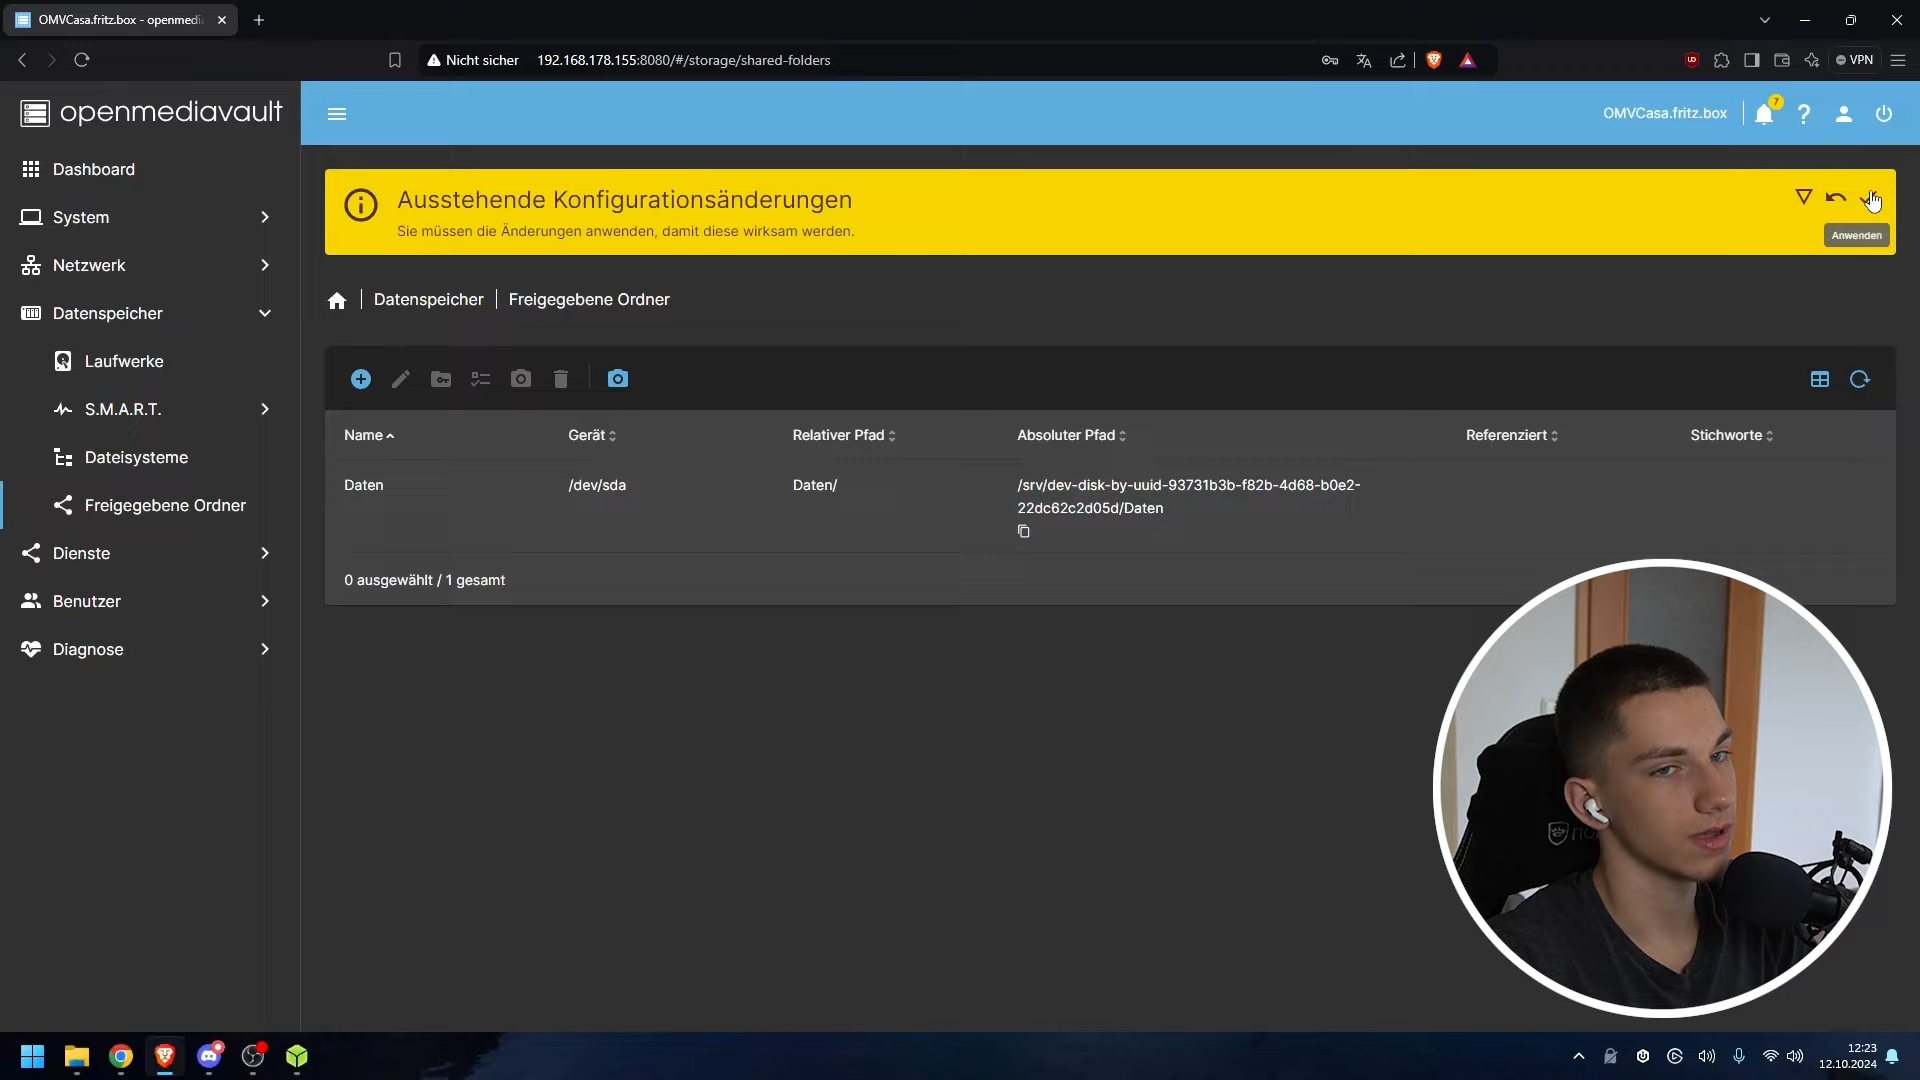 OMVCasa.fritz.box - openmedi
Nicht sicher 192.168.178.155:8080/#/storage/shared-folders
VPN
openmediavault
OMVCasa.fritz.box
7
Dashboard
System
Netzwerk
Datenspeicher
Laufwerke
S.M.A.R.T.
Dateisysteme
Freigegebene Ordner
Dienste
Benutzer
Diagnose
Ausstehende Konfigurationsänderungen
Sie müssen die Änderungen anwenden, damit diese wirksam werden.
Anwenden
Datenspeicher | Freigegebene Ordner
Name Gerät Relativer Pfad Absoluter Pfad Referenziert Stichworte
Daten /dev/sda Daten/ /srv/dev-disk-by-uuid-93731b3b-f82b-4d68-b0e2-
22dc62c2d05d/Daten
0 ausgewählt / 1 gesamt
12:23
12.10.2024